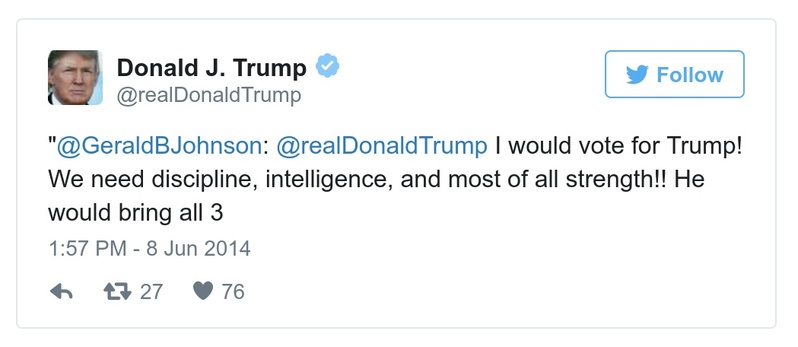 Donald J. Trump
@realDonaldTrump
Follow
"@GeraldBJohnson: @realDonaldTrump I would vote for Trump!
We need discipline, intelligence, and most of all strength!! He
would bring all 3
1:57 PM - 8 Jun 2014
27 76